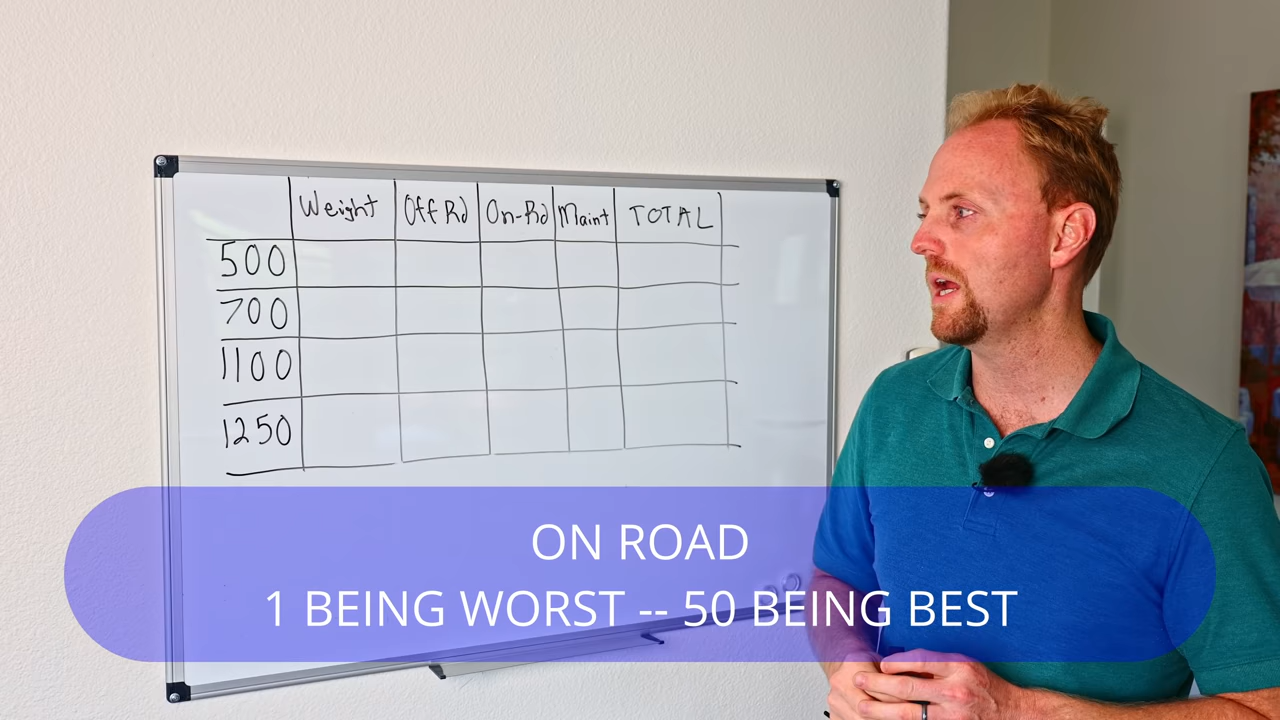 Weight Off Rd On-Rd Maint TOTAL
500
700
1100
1250
ON ROAD
1 BEING WORST -- 50 BEING BEST